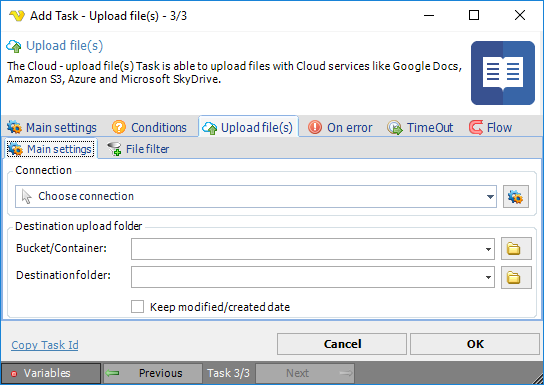 Add Task - Upload file(s) - 3/3
Upload file(s)
The Cloud - upload file(s) Task is able to upload files with Cloud services like Google Docs,
Amazon S3, Azure and Microsoft SkyDrive.
Main settings Conditions Upload file(s) On error TimeOut Flow
Main settings File filter
Connection
Choose connection
Destination upload folder
Bucket/Container:
Destinationfolder:
Keep modified/created date
Copy Task Id Cancel OK
Variables Previous Task 3/3 Next